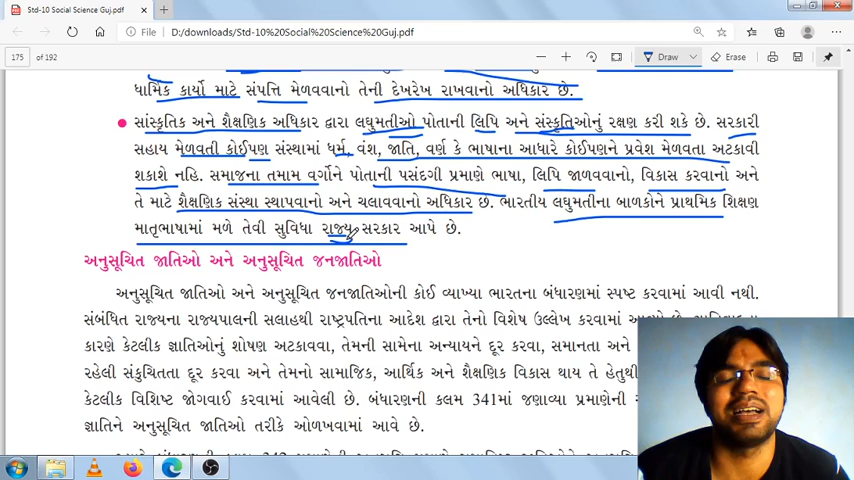 Std-10 Social Science Guj.pdf
File D:/downloads/Std-10%20Social%20Science%20Guj.pdf
175 of 192
Draw
Erase
ધાર્મિક કાર્યો માટે સંપત્તિ મેળવવાનો તેની દેખરેખ રાખવાનો અધિકાર છે.
● સાંસ્કૃતિક અને શૈક્ષણિક અધિકાર દ્વારા લઘુમતીઓ પોતાની લિપિ અને સંસ્કૃતિઓનું રક્ષણ કરી શકે છે. સરકારી
સહાય મેળવતી કોઈપણ સંસ્થામાં ધર્મ, વંશ, જાતિ, વર્ણ કે ભાષાના આધારે કોઈપણને પ્રવેશ મેળવતા અટકાવી
શકાશે નહિ. સમાજના તમામ વર્ગોને પોતાની પસંદગી પ્રમાણે ભાષા, લિપિ જાળવવાનો, વિકાસ કરવાનો અને
તે માટે શૈક્ષણિક સંસ્થા સ્થાપવાનો અને ચલાવવાનો અધિકાર છે. ભારતીય લઘુમતીના બાળકોને પ્રાથમિક શિક્ષણ
માતૃભાષામાં મળે તેવી સુવિધા રાજ્ય સરકાર આપે છે.
અનુસૂચિત જાતિઓ અને અનુસૂચિત જનજાતિઓ
અનુસૂચિત જાતિઓ અને અનુસૂચિત જનજાતિઓની કોઈ વ્યાખ્યા ભારતના બંધારણમાં સ્પષ્ટ કરવામાં આવી નથી.
સંબંધિત રાજ્યના રાજ્યપાલની સલાહથી રાષ્ટ્રપતિના આદેશ દ્વારા તેનો વિશેષ ઉલ્લેખ કરવામાં
કારણે કેટલીક જ્ઞાતિઓનું શોષણ અટકાવવા, તેમની સામેના અન્યાયને દૂર કરવા, સમાનતા અને
રહેલી સંકુચિતતા દૂર કરવા અને તેમનો સામાજિક, આર્થિક અને શૈક્ષણિક વિકાસ થાય તે હેતુથી
કેટલીક વિશિષ્ટ જોગવાઈ કરવામાં આવેલી છે. બંધારણની કલમ 341માં જણાવ્યા પ્રમાણેની
જ્ઞાતિને અનુસૂચિત જાતિઓ તરીકે ઓળખવામાં આવે છે.